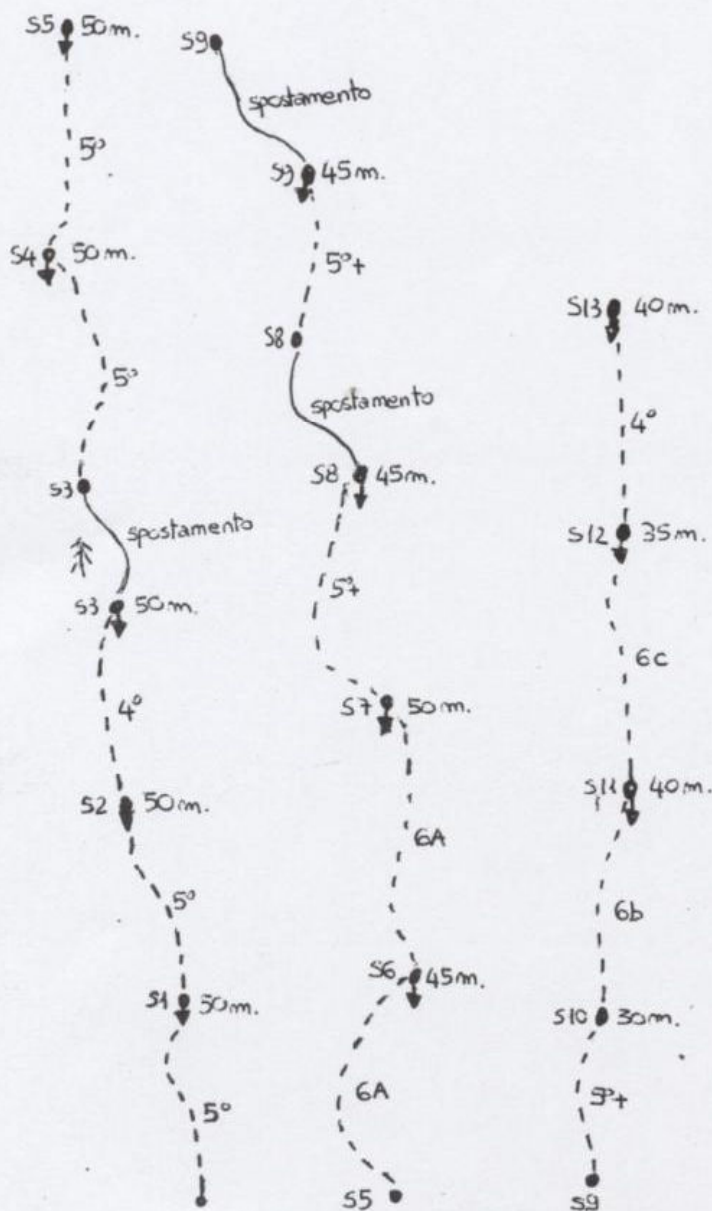 S5 50m.
5°
S4 50m.
5°
S3
spostamento
S3 50m.
4°
S2 50m.
5°
S1 50m.
5°
S9
spostamento
S9 45m.
5°+
S8
spostamento
S8 45m.
5°+
S7 50m.
6A
S6 45m.
6A
S5
S13 40m.
4°
S12 35m.
6c
S11 40m.
6b
S10 30m.
5°+
S9